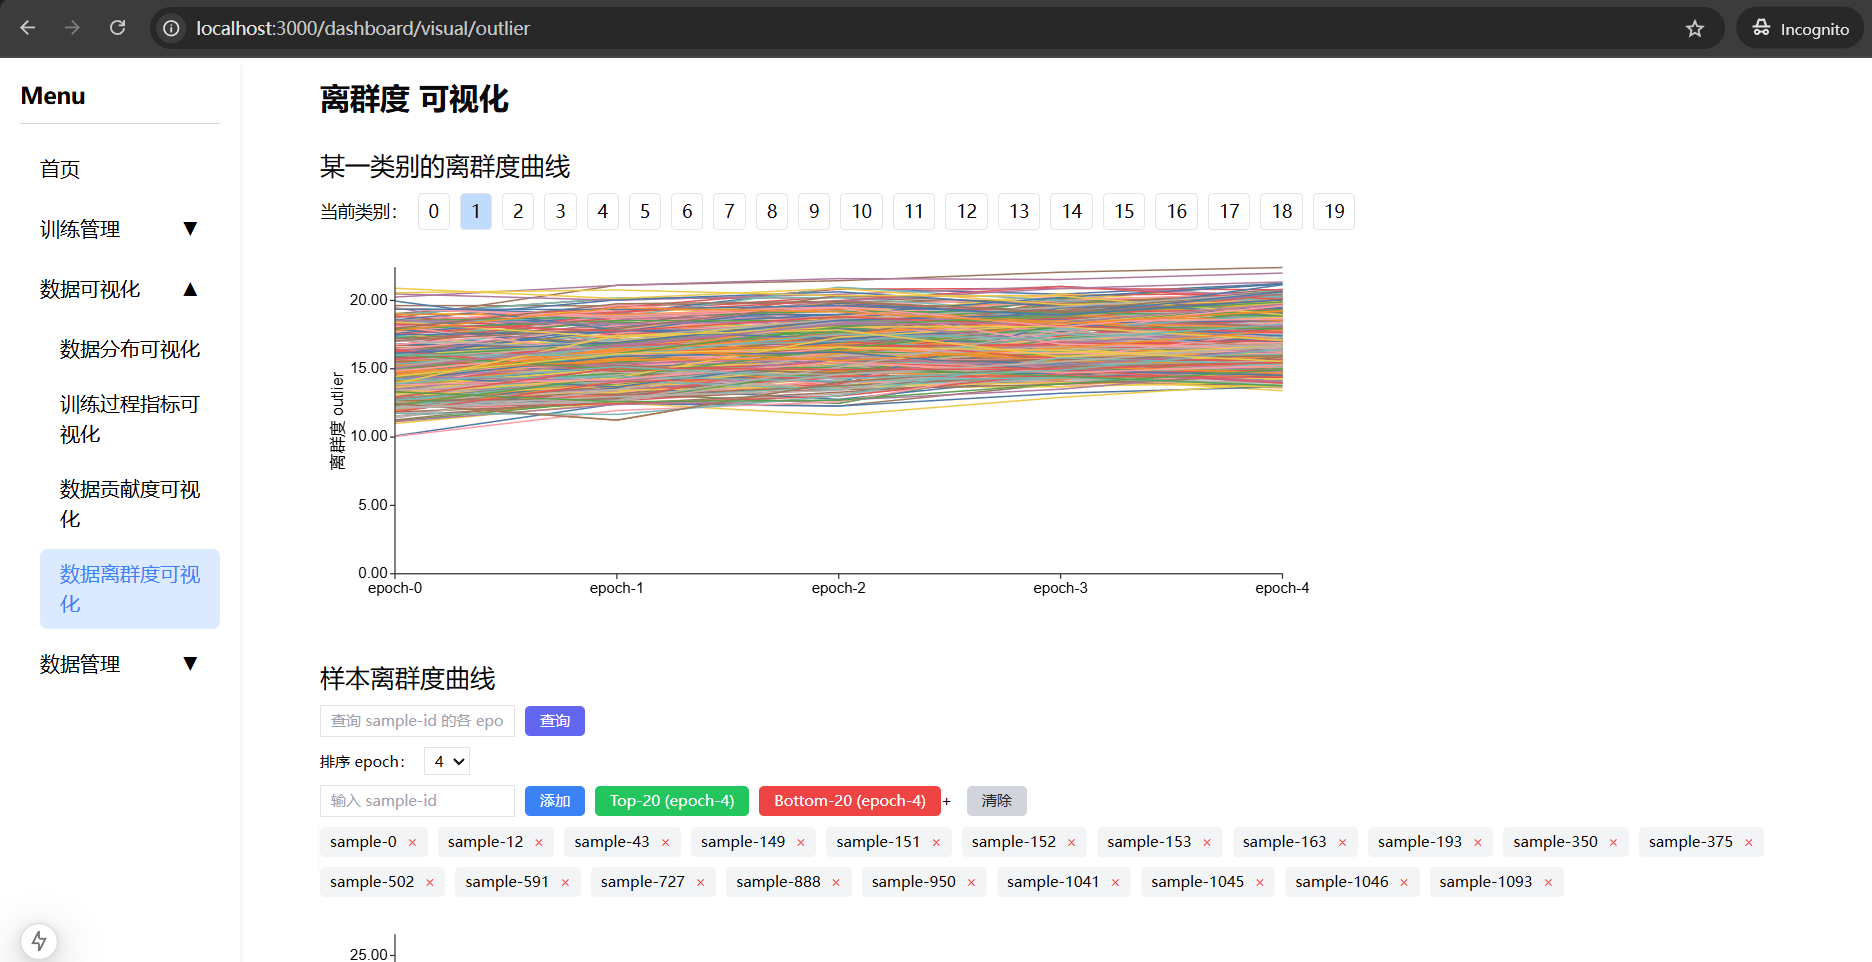 localhost:3000/dashboard/visual/outlier
Incognito
Menu
首页
训练管理 ▼
数据可视化 ▲
数据分布可视化
训练过程指标可
视化
数据贡献度可视
化
数据离群度可视
化
数据管理 ▼
离群度 可视化
某一类别的离群度曲线
当前类别： 0 1 2 3 4 5 6 7 8 9 10 11 12 13 14 15 16 17 18 19
离群度 outlier
20.00
15.00
10.00
5.00
0.00
epoch-0 epoch-1 epoch-2 epoch-3 epoch-4
样本离群度曲线
查询 sample-id 的各 epo 查询
排序 epoch： 4
输入 sample-id 添加 Top-20 (epoch-4) Bottom-20 (epoch-4) + 清除
sample-0 × sample-12 × sample-43 × sample-149 × sample-151 × sample-152 × sample-153 × sample-163 × sample-193 × sample-350 × sample-375 ×
sample-502 × sample-591 × sample-727 × sample-888 × sample-950 × sample-1041 × sample-1045 × sample-1046 × sample-1093 ×
25.00